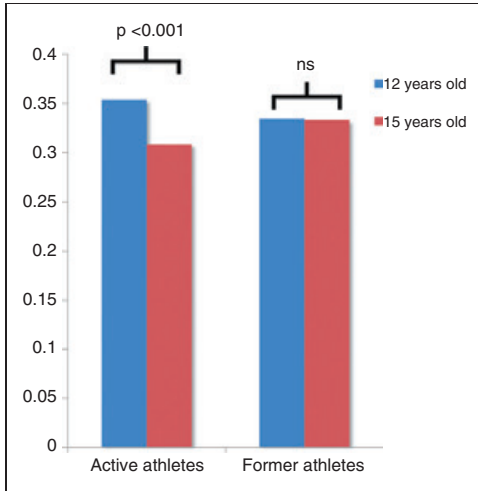 p <0.001
ns
12 years old
15 years old
0.4
0.35
0.3
0.25
0.2
0.15
0.1
0.05
0
Active athletes
Former athletes